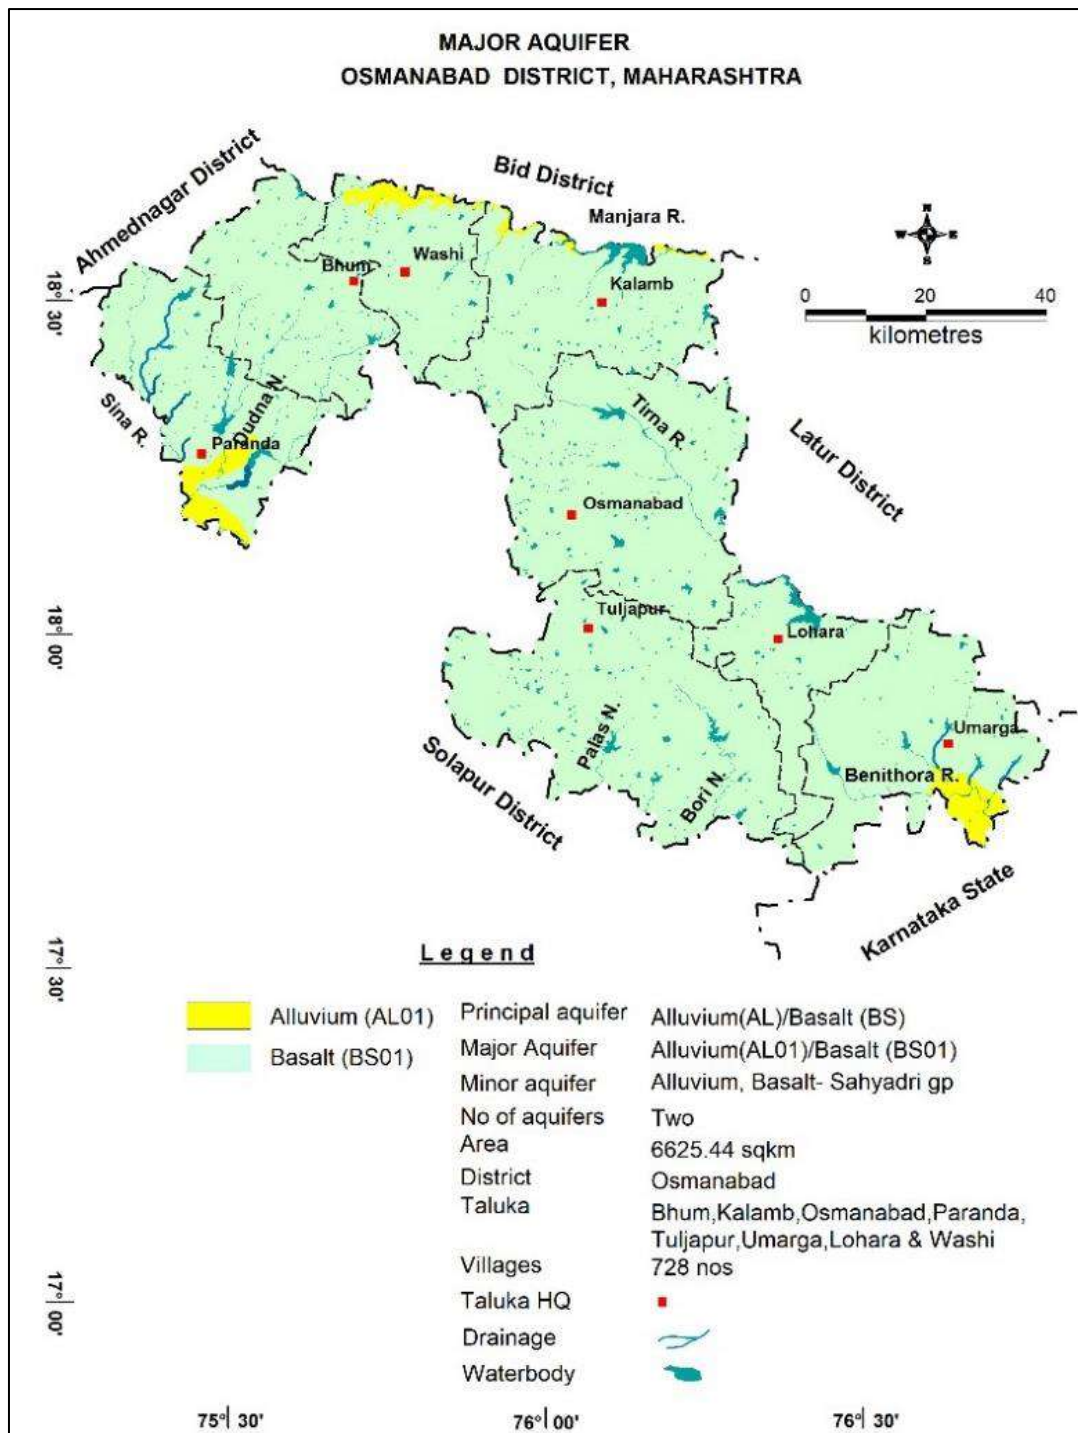 MAJOR AQUIFER
OSMANABAD DISTRICT, MAHARASHTRA
Ahmednagar District
Bid District
Manjara R.
N
W E
S
Washi
Bhum
Kalamb
0 20 40
kilometres
18° 30'
Sina R.
Dudna N.
Paranda
Tirna R.
Latur District
Osmanabad
18° 00'
Tuljapur
Lohara
Umarga
Palas N.
Bori N.
Benithora R.
Solapur District
Karnataka State
17° 30'
Legend
Alluvium (AL01)
Basalt (BS01)
Principal aquifer Alluvium(AL)/Basalt (BS)
Major Aquifer Alluvium(AL01)/Basalt (BS01)
Minor aquifer Alluvium, Basalt- Sahyadri gp
No of aquifers Two
Area 6625.44 sqkm
District Osmanabad
Taluka Bhum,Kalamb,Osmanabad,Paranda,
Tuljapur,Umarga,Lohara & Washi
Villages 728 nos
Taluka HQ
Drainage
Waterbody
17° 00'
75° 30' 76° 00' 76° 30'